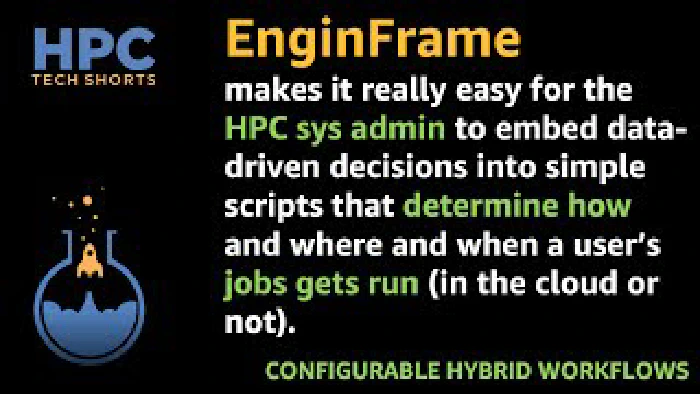 HPC
TECH SHORTS
EnginFrame
makes it really easy for the
HPC sys admin to embed data-
driven decisions into simple
scripts that determine how
and where and when a user’s
jobs gets run (in the cloud or
not).
CONFIGURABLE HYBRID WORKFLOWS